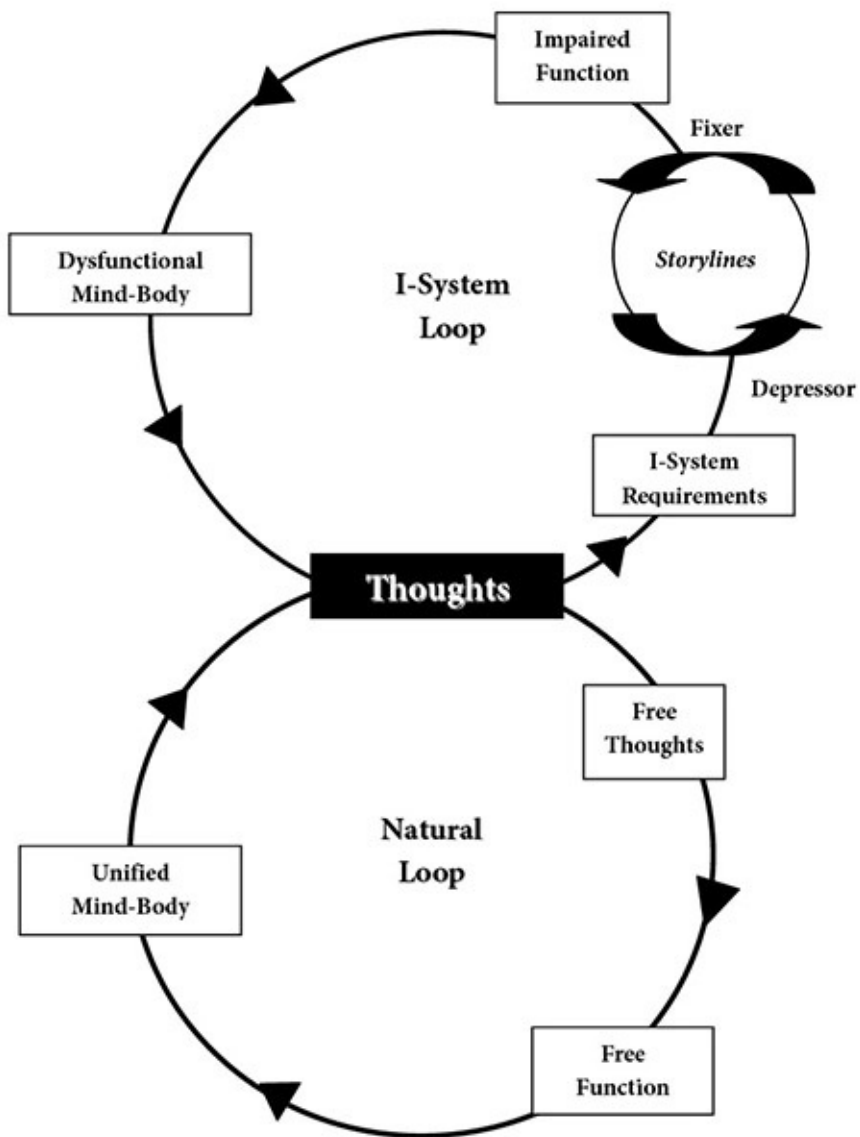 Impaired
Function
Fixer
Storylines
Dysfunctional
Mind-Body
I-System
Loop
Depressor
I-System
Requirements
Thoughts
Free
Thoughts
Natural
Loop
Unified
Mind-Body
Free
Function